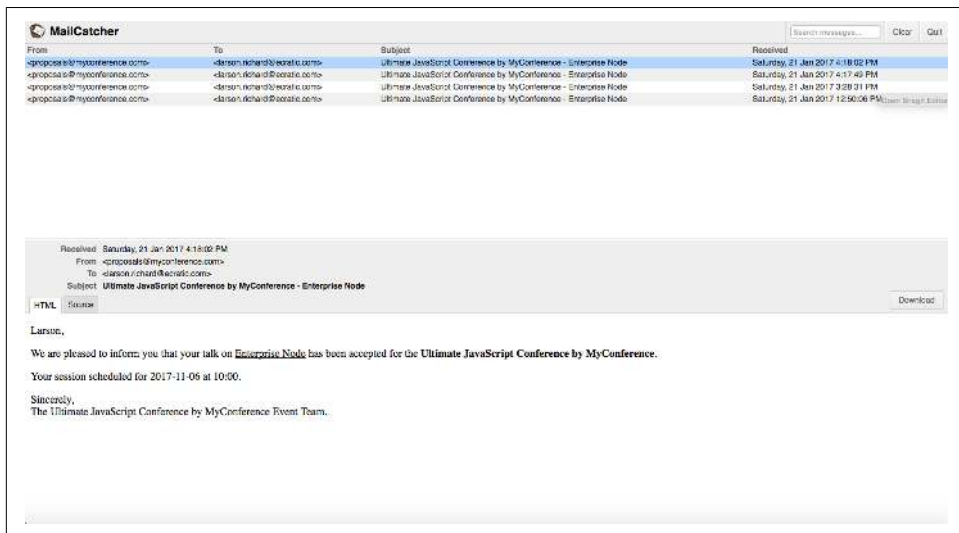 MailCatcher
Search messages... Clear Quit
From To Subject Received
<proposals@myconference.com> <larson.richard@ecratic.com> Ultimate JavaScript Conference by MyConference - Enterprise Node Saturday, 21 Jan 2017 4:18:02 PM
<proposals@myconference.com> <larson.richard@ecratic.com> Ultimate JavaScript Conference by MyConference - Enterprise Node Saturday, 21 Jan 2017 4:17:49 PM
<proposals@myconference.com> <larson.richard@ecratic.com> Ultimate JavaScript Conference by MyConference - Enterprise Node Saturday, 21 Jan 2017 3:28:31 PM
<proposals@myconference.com> <larson.richard@ecratic.com> Ultimate JavaScript Conference by MyConference - Enterprise Node Saturday, 21 Jan 2017 12:50:06 PM
Received Saturday, 21 Jan 2017 4:18:02 PM
From <proposals@myconference.com>
To <larson.richard@ecratic.com>
Subject Ultimate JavaScript Conference by MyConference - Enterprise Node
HTML Source Download
Larson,
We are pleased to inform you that your talk on Enterprise Node has been accepted for the Ultimate JavaScript Conference by MyConference.
Your session scheduled for 2017-11-06 at 10:00.
Sincerely,
The Ultimate JavaScript Conference by MyConference Event Team.